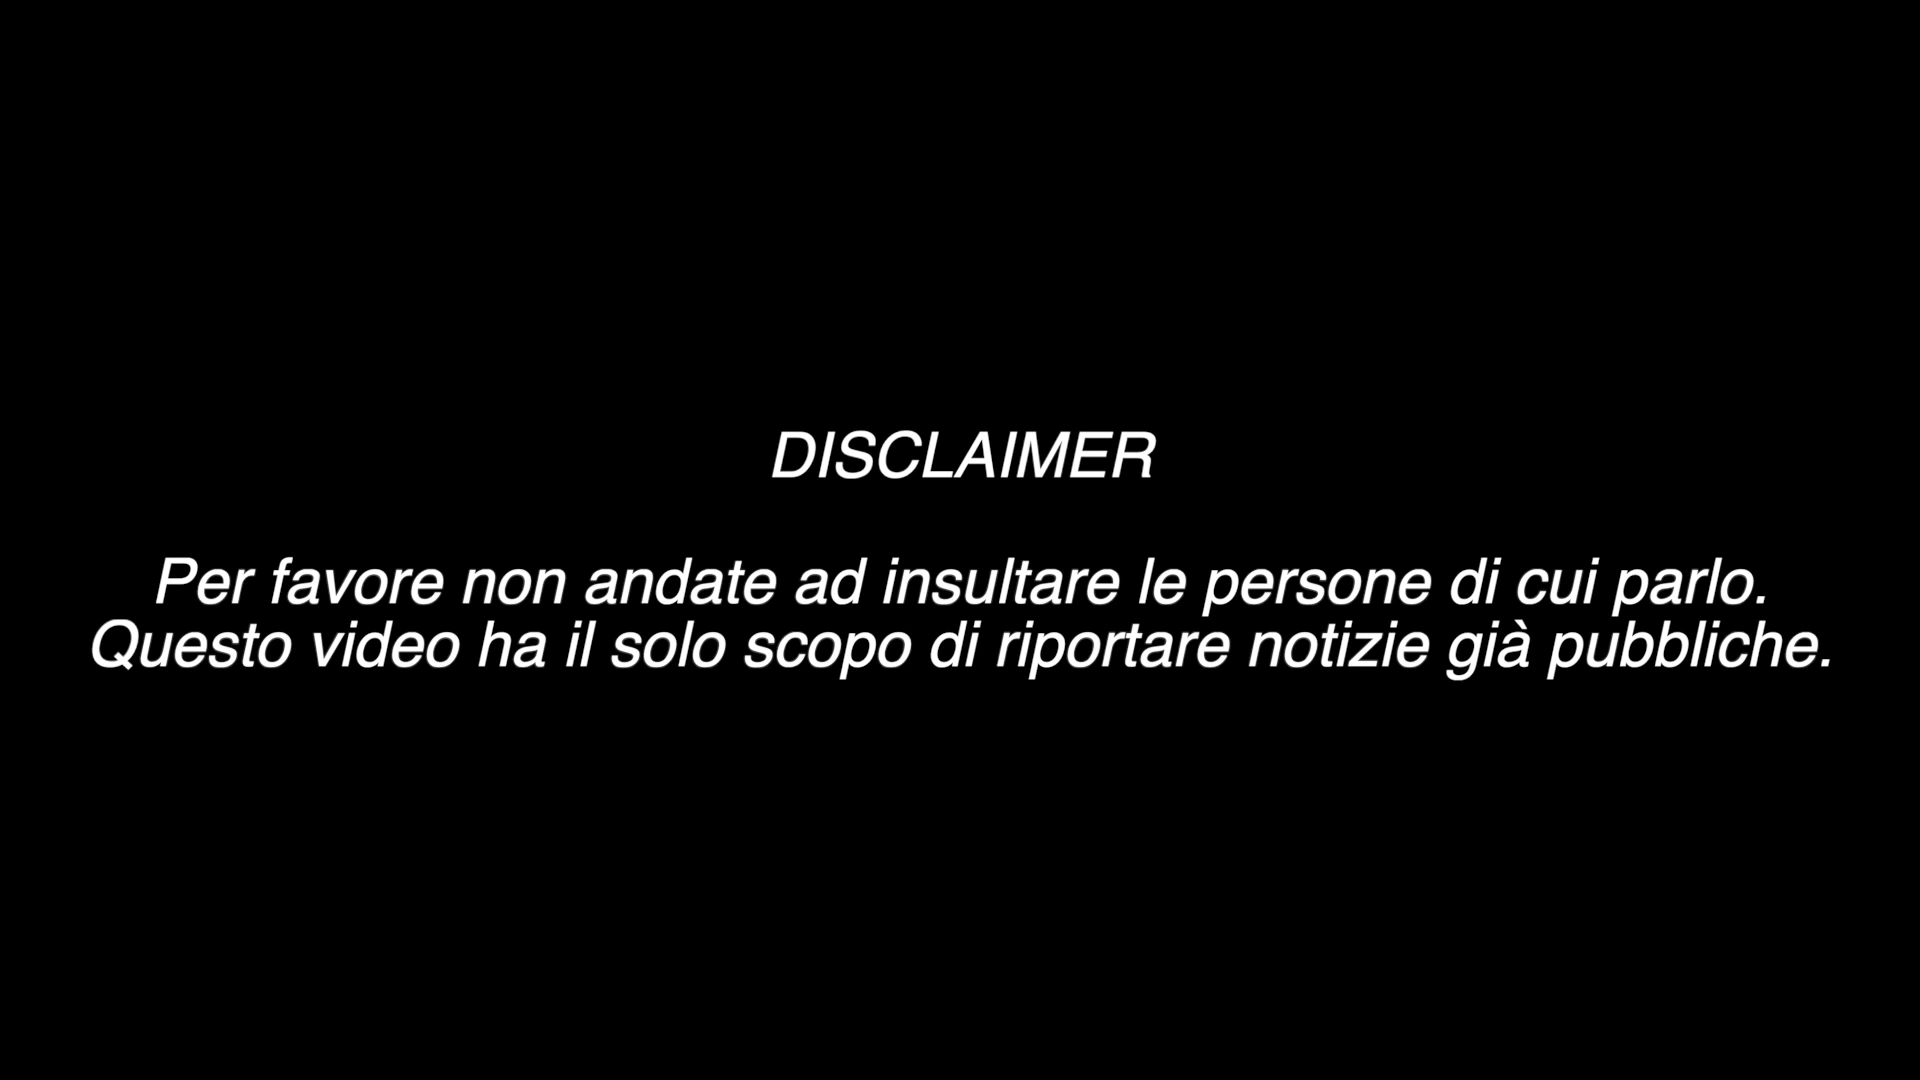 DISCLAIMER
Per favore non andate ad insultare le persone di cui parlo.
Questo video ha il solo scopo di riportare notizie già pubbliche.